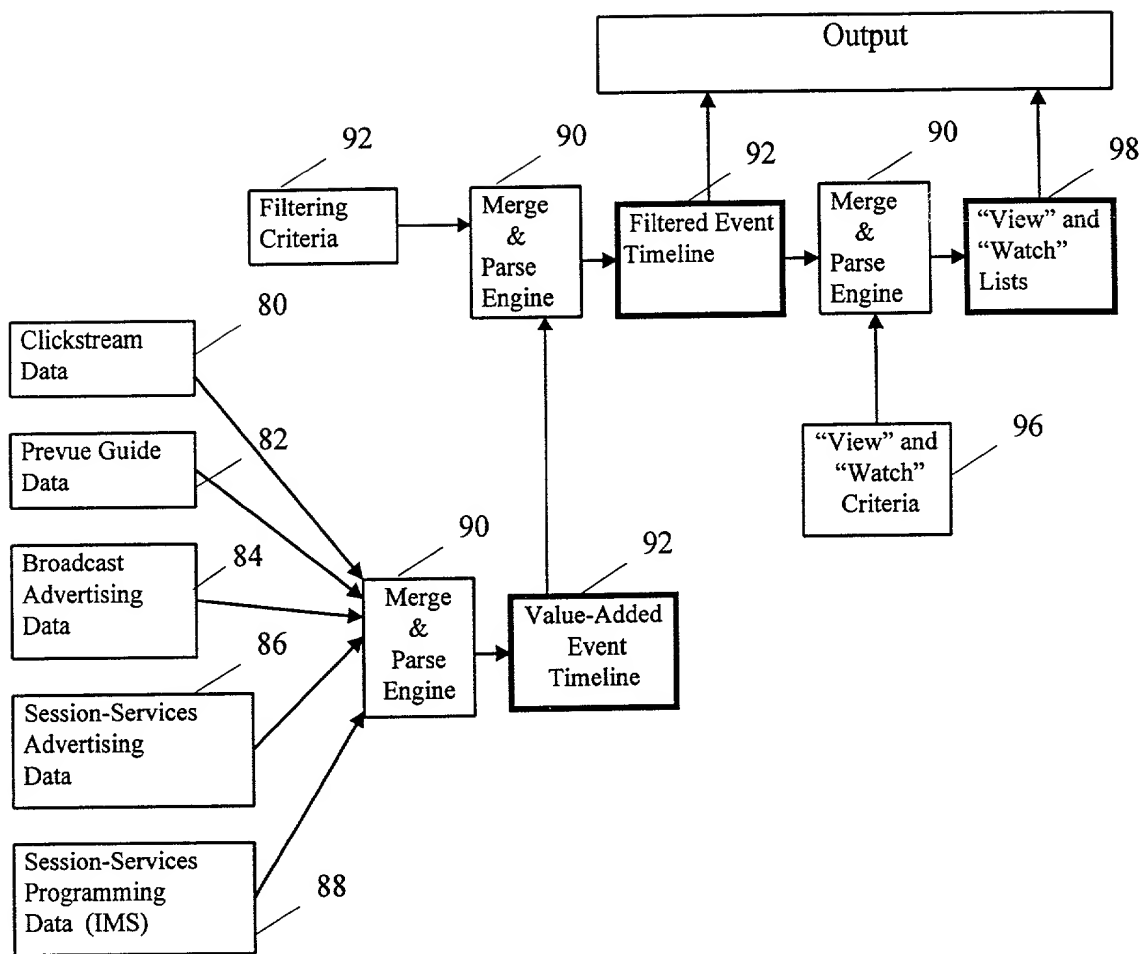 Output
92
90
92
90
98
Filtering
Criteria
Merge
&
Parse
Engine
Filtered Event
Timeline
Merge
&
Parse
Engine
“View” and
“Watch”
Lists
80
Clickstream
Data
82
Prevue Guide
Data
“View” and
“Watch”
Criteria
96
84
Broadcast
Advertising
Data
90
Merge
&
Parse
Engine
92
Value-Added
Event
Timeline
86
Session-Services
Advertising
Data
Session-Services
Programming
Data (IMS)
88